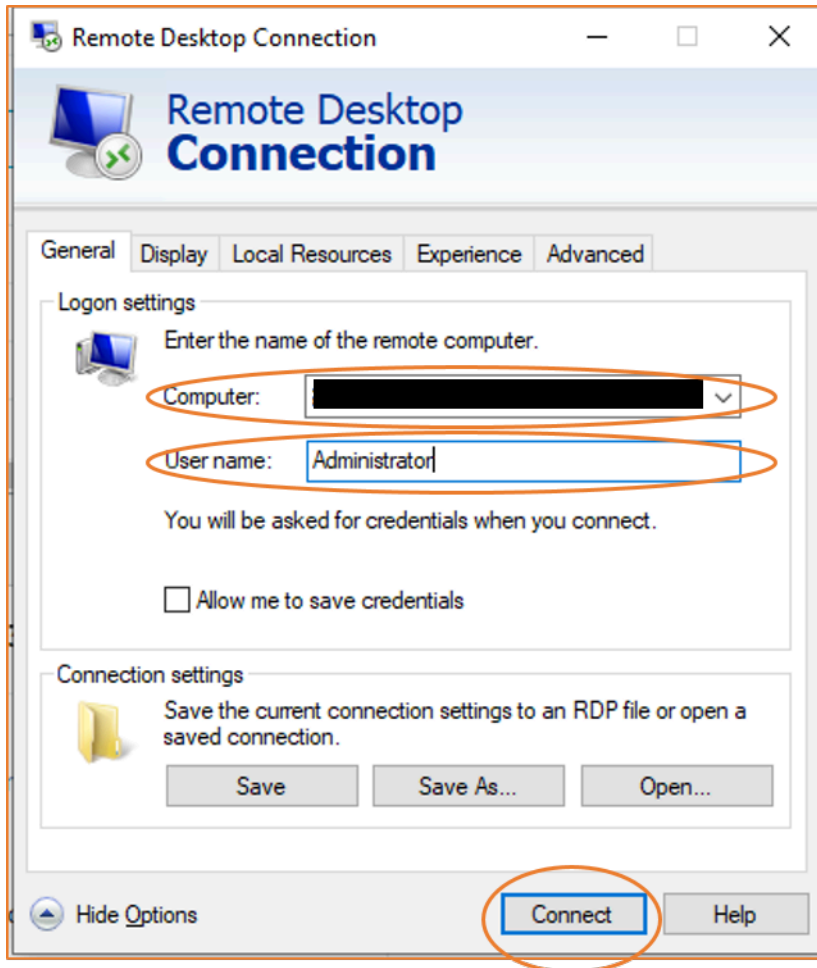 Remote Desktop Connection
Remote Desktop
Connection
General Display Local Resources Experience Advanced
Logon settings
Enter the name of the remote computer.
Computer:
User name: Administrator
You will be asked for credentials when you connect.
Allow me to save credentials
Connection settings
Save the current connection settings to an RDP file or open a
saved connection.
Save Save As... Open...
Hide Options Connect Help